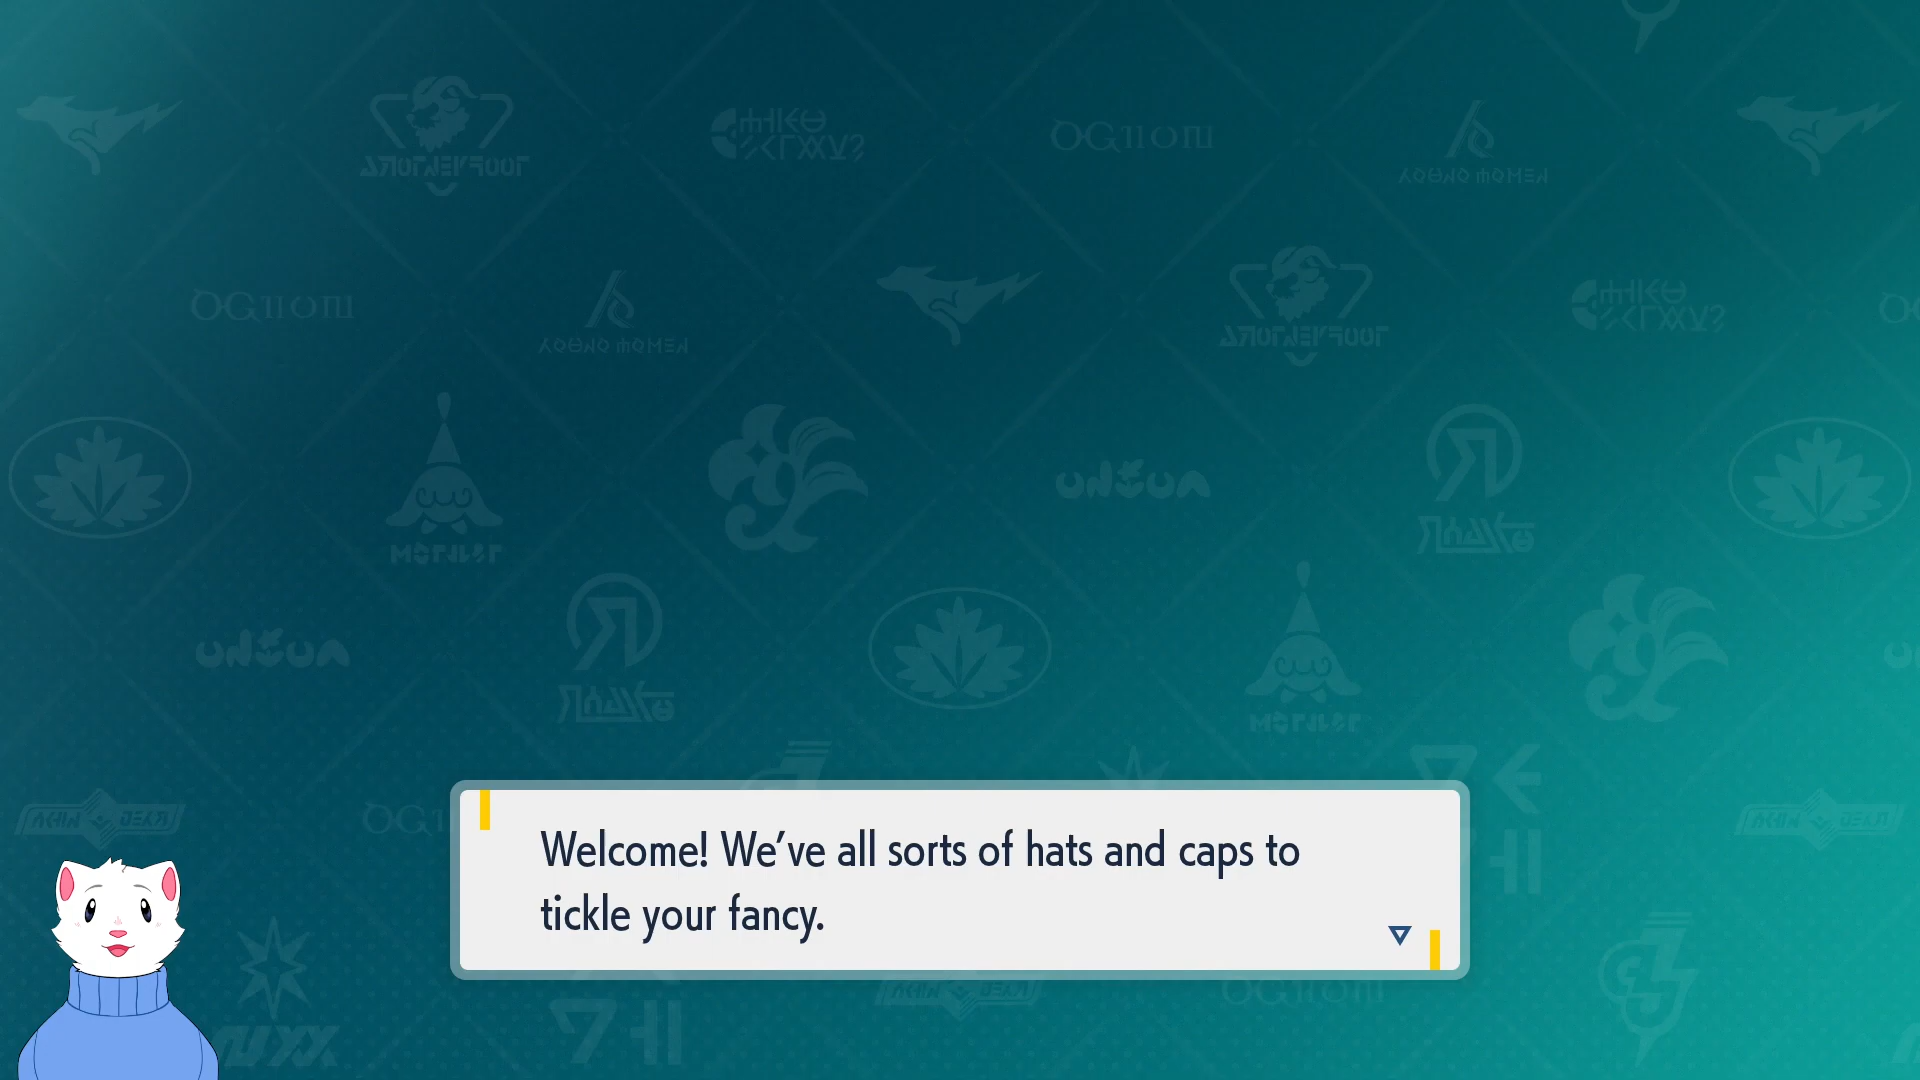 Welcome! We've all sorts of hats and caps to
tickle your fancy.